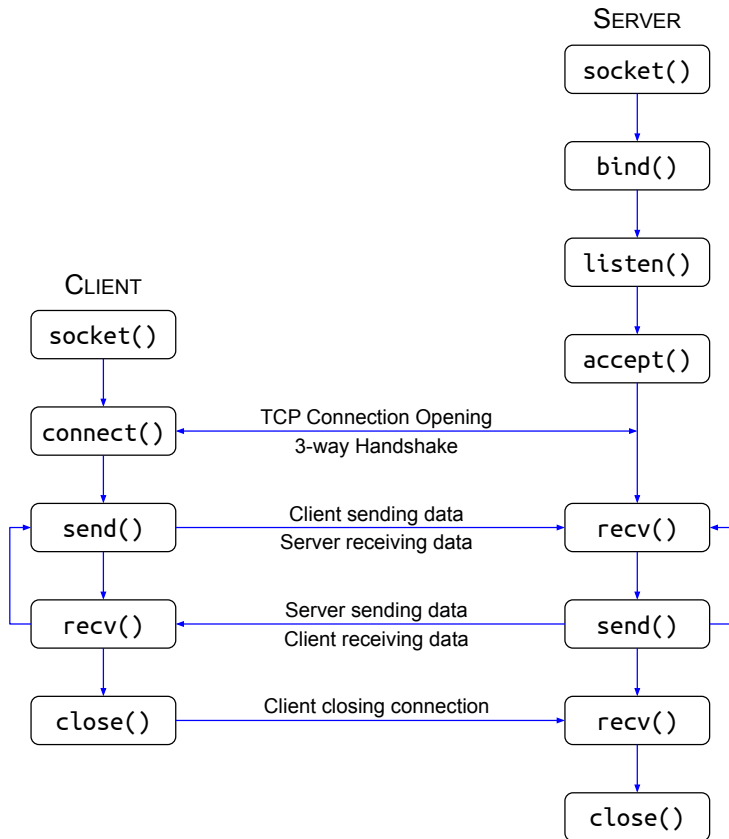 SERVER
socket()
bind()
listen()
CLIENT
socket()
accept()
connect()
TCP Connection Opening
3-way Handshake
send()
Client sending data
Server receiving data
recv()
recv()
Server sending data
Client receiving data
send()
close()
Client closing connection
recv()
close()